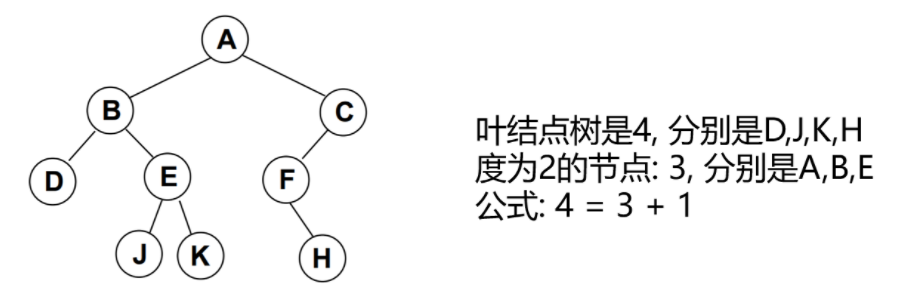 A
B
C
D
E
F
J
K
H
叶结点树是4, 分别是D,J,K,H
度为2的节点: 3, 分别是A,B,E
公式: 4 = 3 + 1